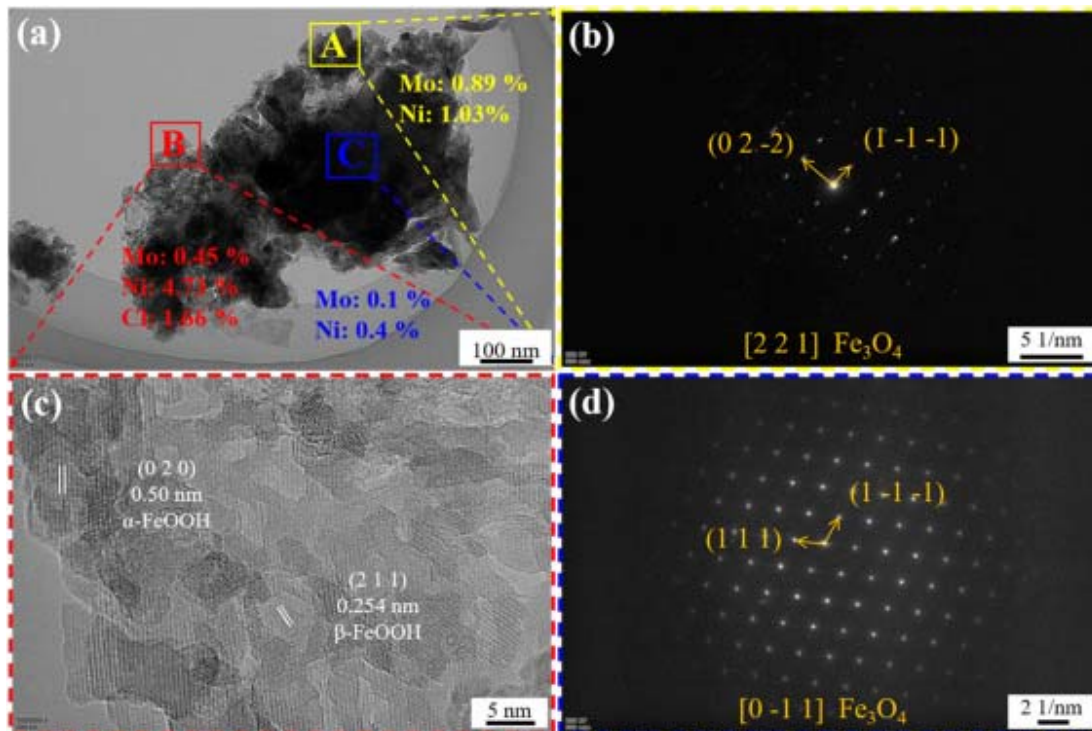 (a)
A
Mo: 0.89 %
Ni: 1.03%
B
C
Mo: 0.45 %
Ni: 4.73 %
Cl: 1.66 %
Mo: 0.1 %
Ni: 0.4 %
100 nm
(b)
(0 2 -2)
(1 -1 -1)
[2 2 1] Fe₃O₄
5 1/nm
(c)
(0 2 0)
0.50 nm
α-FeOOH
(2 1 1)
0.254 nm
β-FeOOH
5 nm
(d)
(1 -1 -1)
(1 1 1)
[0 -1 1] Fe₃O₄
2 1/nm